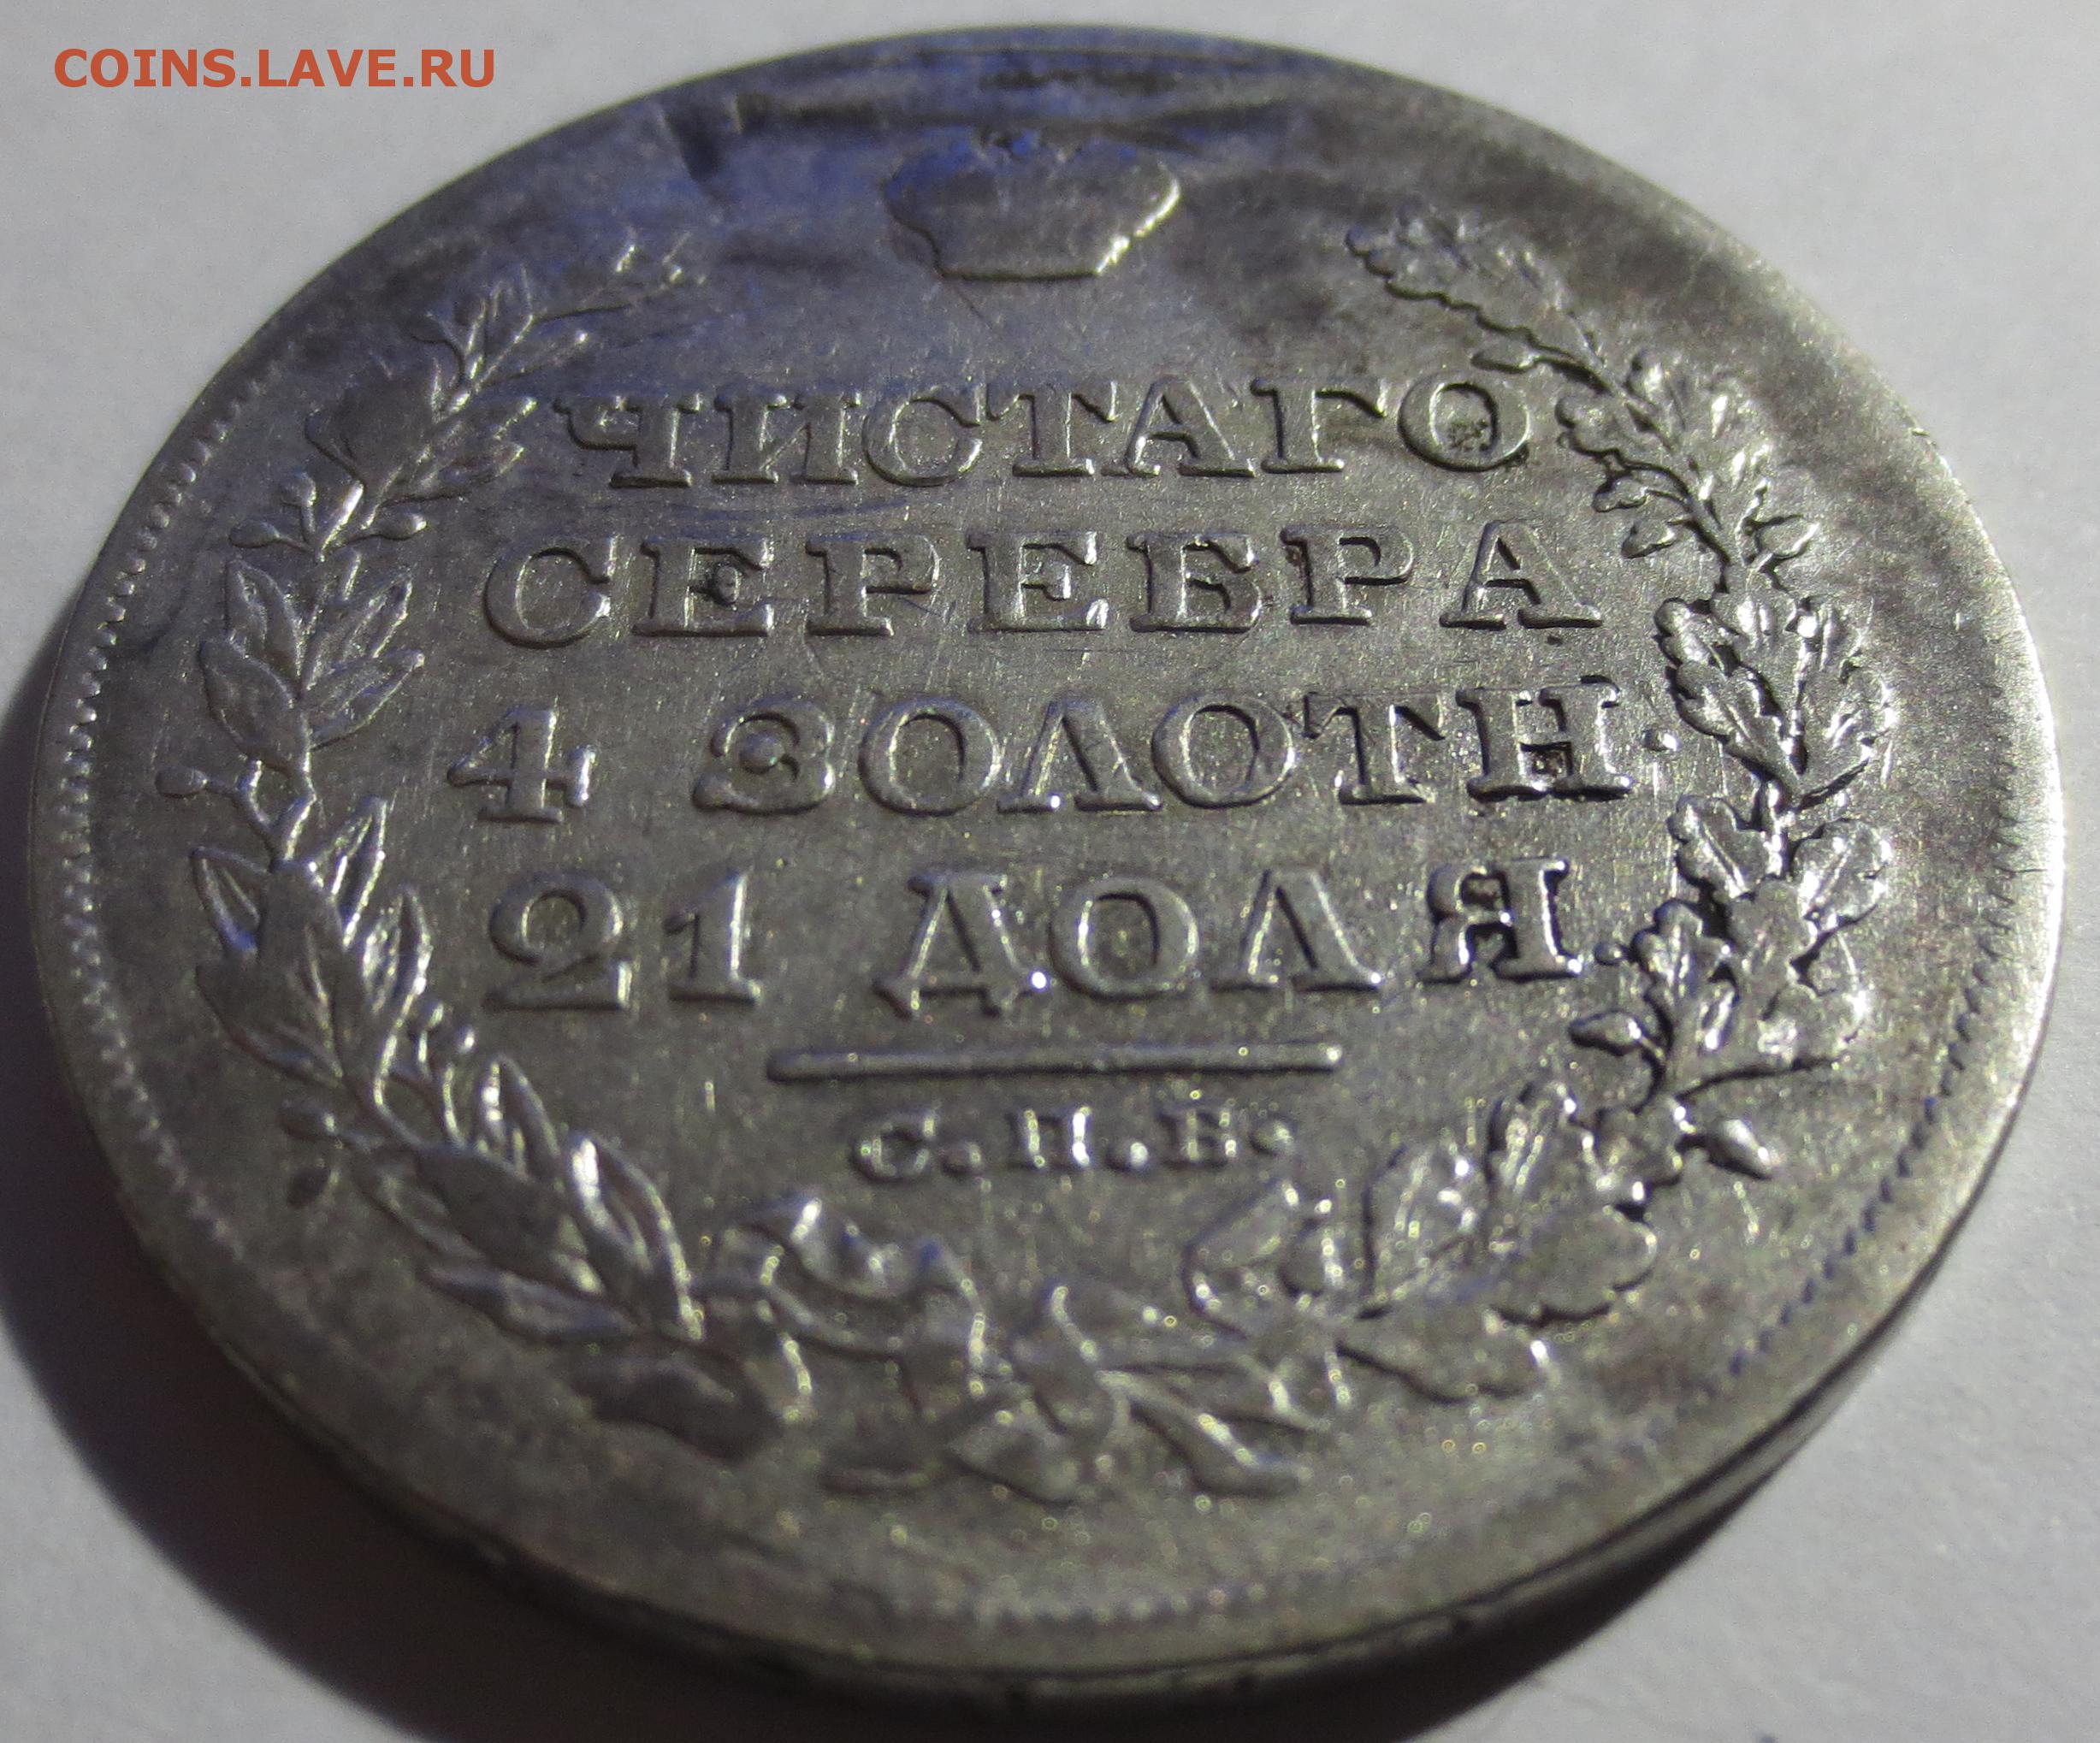 COINS.LAVE.RU
ЧИСТАГО
СЕРЕБРА
4 ЗОЛОТН.
21 ДОЛЯ
С.П.Б.